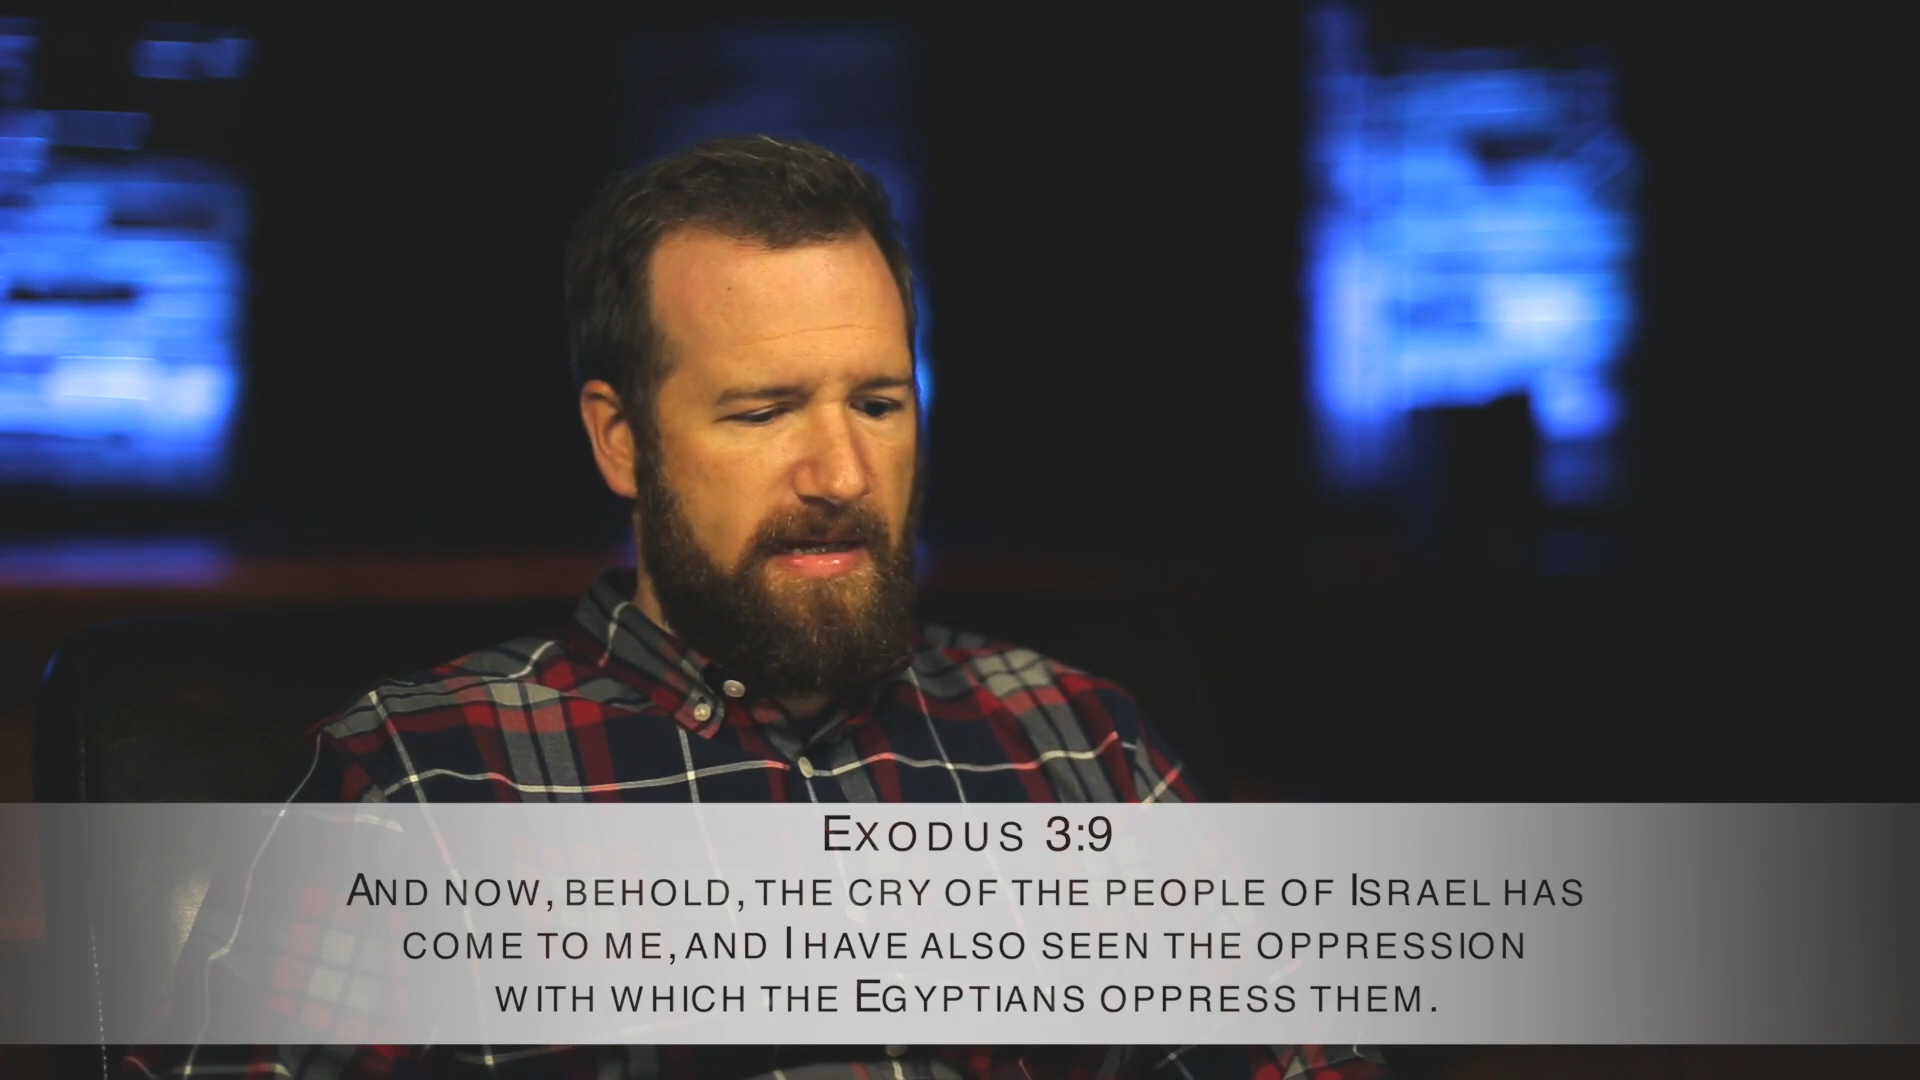 Exodus 3:9
And now, behold, the cry of the people of Israel has
come to me, and I have also seen the oppression
with which the Egyptians oppress them.